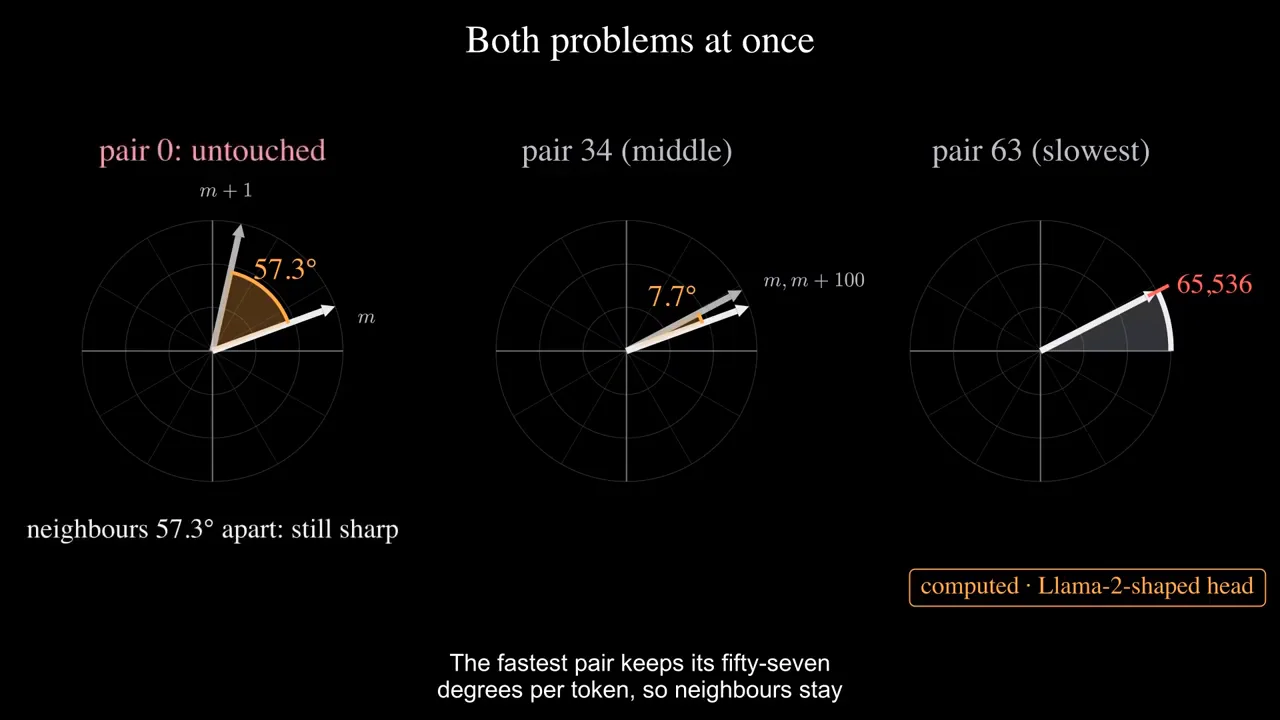 Both problems at once
pair 0: untouched
pair 34 (middle)
pair 63 (slowest)
m + 1
57.3°
m
7.7°
m, m + 100
65,536
neighbours 57.3° apart: still sharp
computed · Llama-2-shaped head
The fastest pair keeps its fifty-seven
degrees per token, so neighbours stay